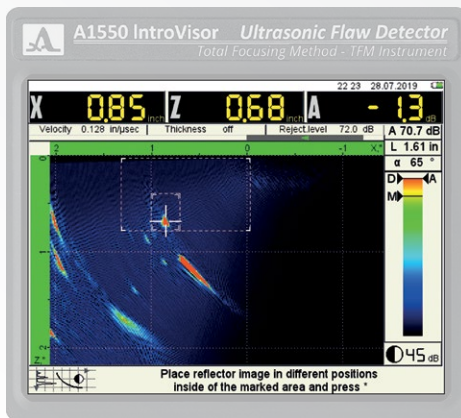 A1550 IntroVisor Ultrasonic Flaw Detector
Total Focusing Method - TFM Instrument
22 23 28.07.2019
X 0.85 inch Z 0.68 inch A - 1.3 dB
Velocity 0.128 in/µsec Thickness off Reject.level 72.0 dB A 70.7 dB
L 1.61 in
α 65 °
-2 1 0 -1 X,"
0
D A
M
1
2
Z,"
45 dB
Place reflector image in different positions
inside of the marked area and press *